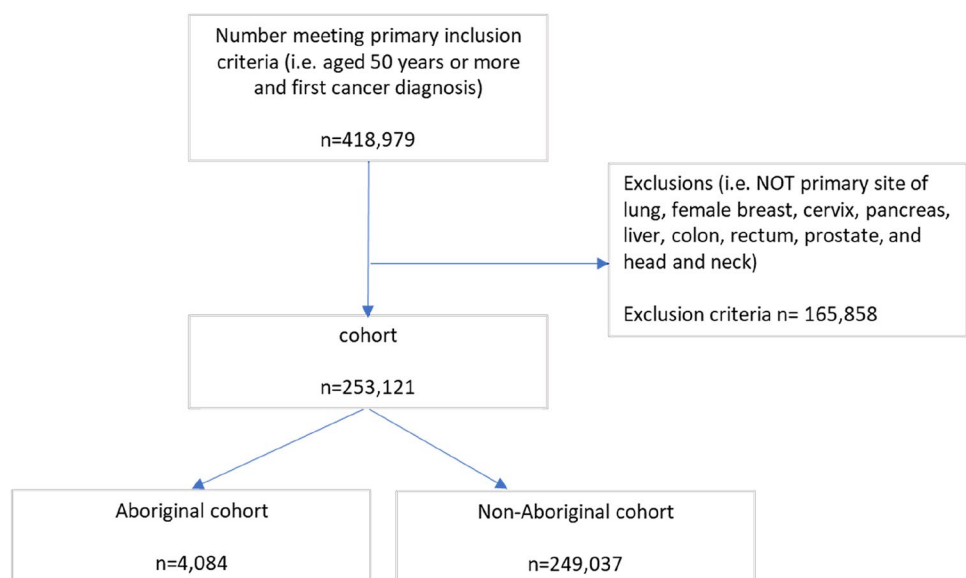 Number meeting primary inclusion
criteria (i.e. aged 50 years or more
and first cancer diagnosis)
n=418,979
Exclusions (i.e. NOT primary site of
lung, female breast, cervix, pancreas,
liver, colon, rectum, prostate, and
head and neck)
Exclusion criteria n= 165,858
cohort
n=253,121
Aboriginal cohort
n=4,084
Non-Aboriginal cohort
n=249,037